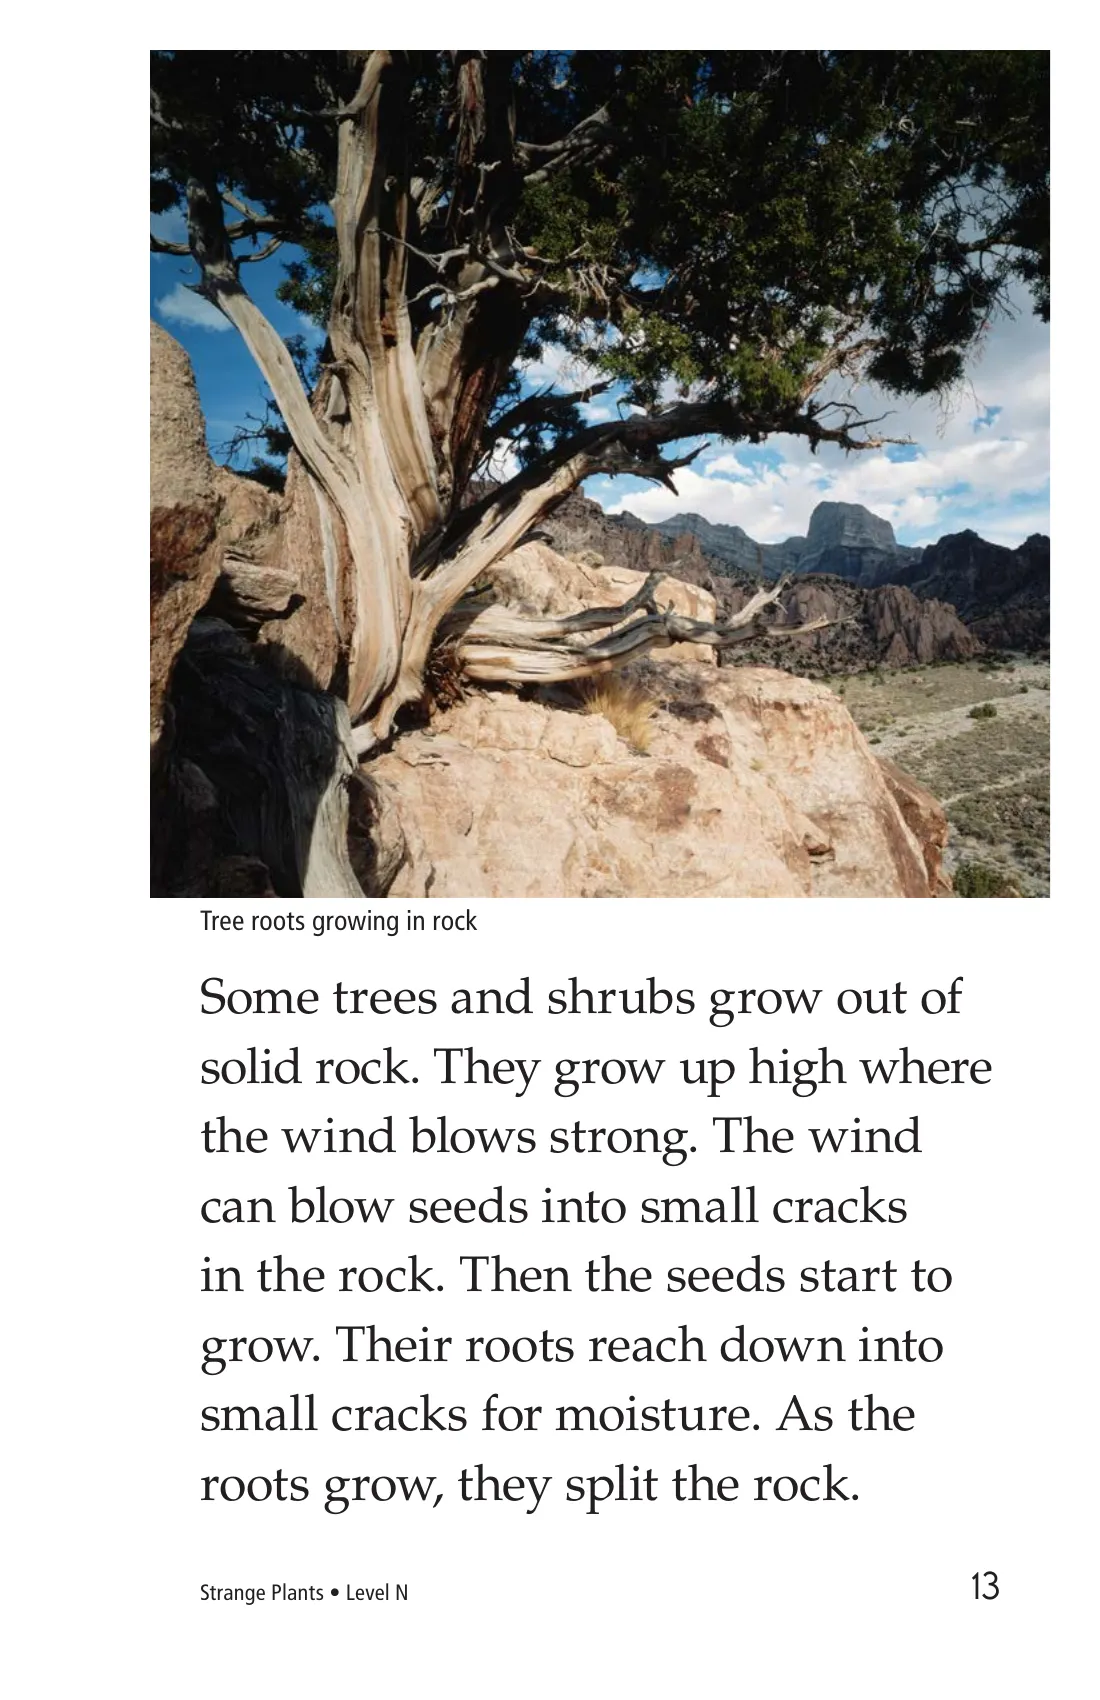 Tree roots growing in rock
Some trees and shrubs grow out of
solid rock. They grow up high where
the wind blows strong. The wind
can blow seeds into small cracks
in the rock. Then the seeds start to
grow. Their roots reach down into
small cracks for moisture. As the
roots grow, they split the rock.
Strange Plants • Level N 13